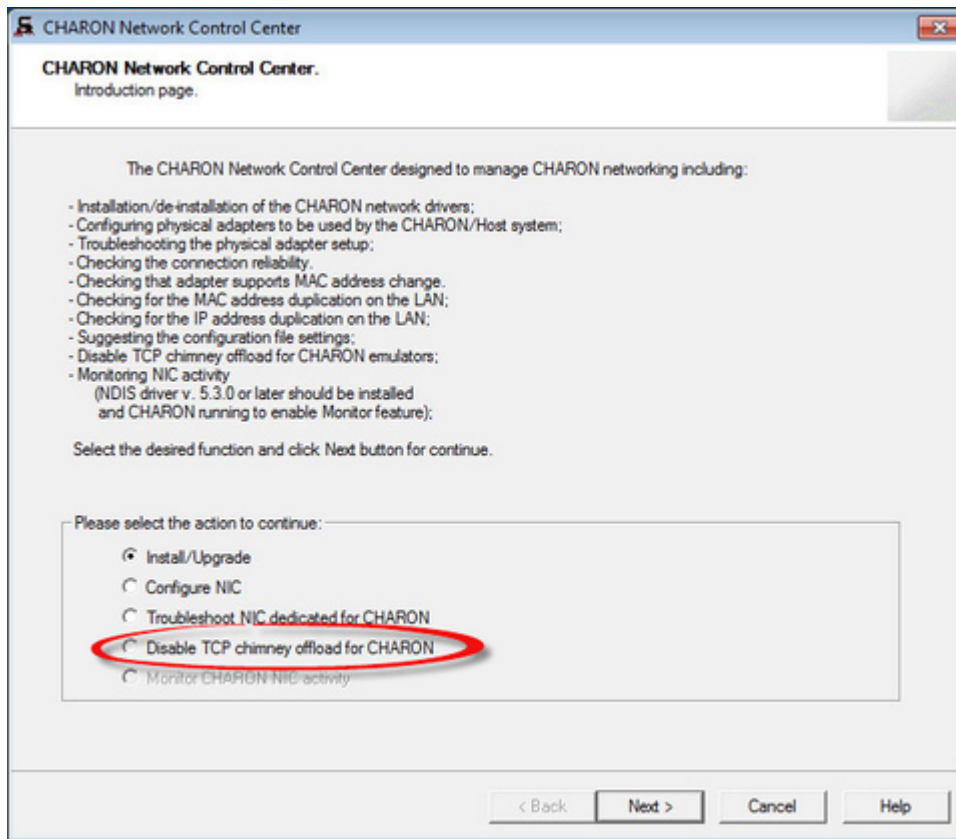 CHARON Network Control Center
CHARON Network Control Center.
Introduction page.
The CHARON Network Control Center designed to manage CHARON networking including:
- Installation/de-installation of the CHARON network drivers;
- Configuring physical adapters to be used by the CHARON/Host system;
- Troubleshooting the physical adapter setup;
- Checking the connection reliability.
- Checking that adapter supports MAC address change.
- Checking for the MAC address duplication on the LAN;
- Checking for the IP address duplication on the LAN;
- Suggesting the configuration file settings;
- Disable TCP chimney offload for CHARON emulators;
- Monitoring NIC activity
(NDIS driver v. 5.3.0 or later should be installed
and CHARON running to enable Monitor feature);
Select the desired function and click Next button for continue.
Please select the action to continue:
Install/Upgrade
Configure NIC
Troubleshoot NIC dedicated for CHARON
Disable TCP chimney offload for CHARON
Monitor CHARON NIC activity
< Back Next > Cancel Help